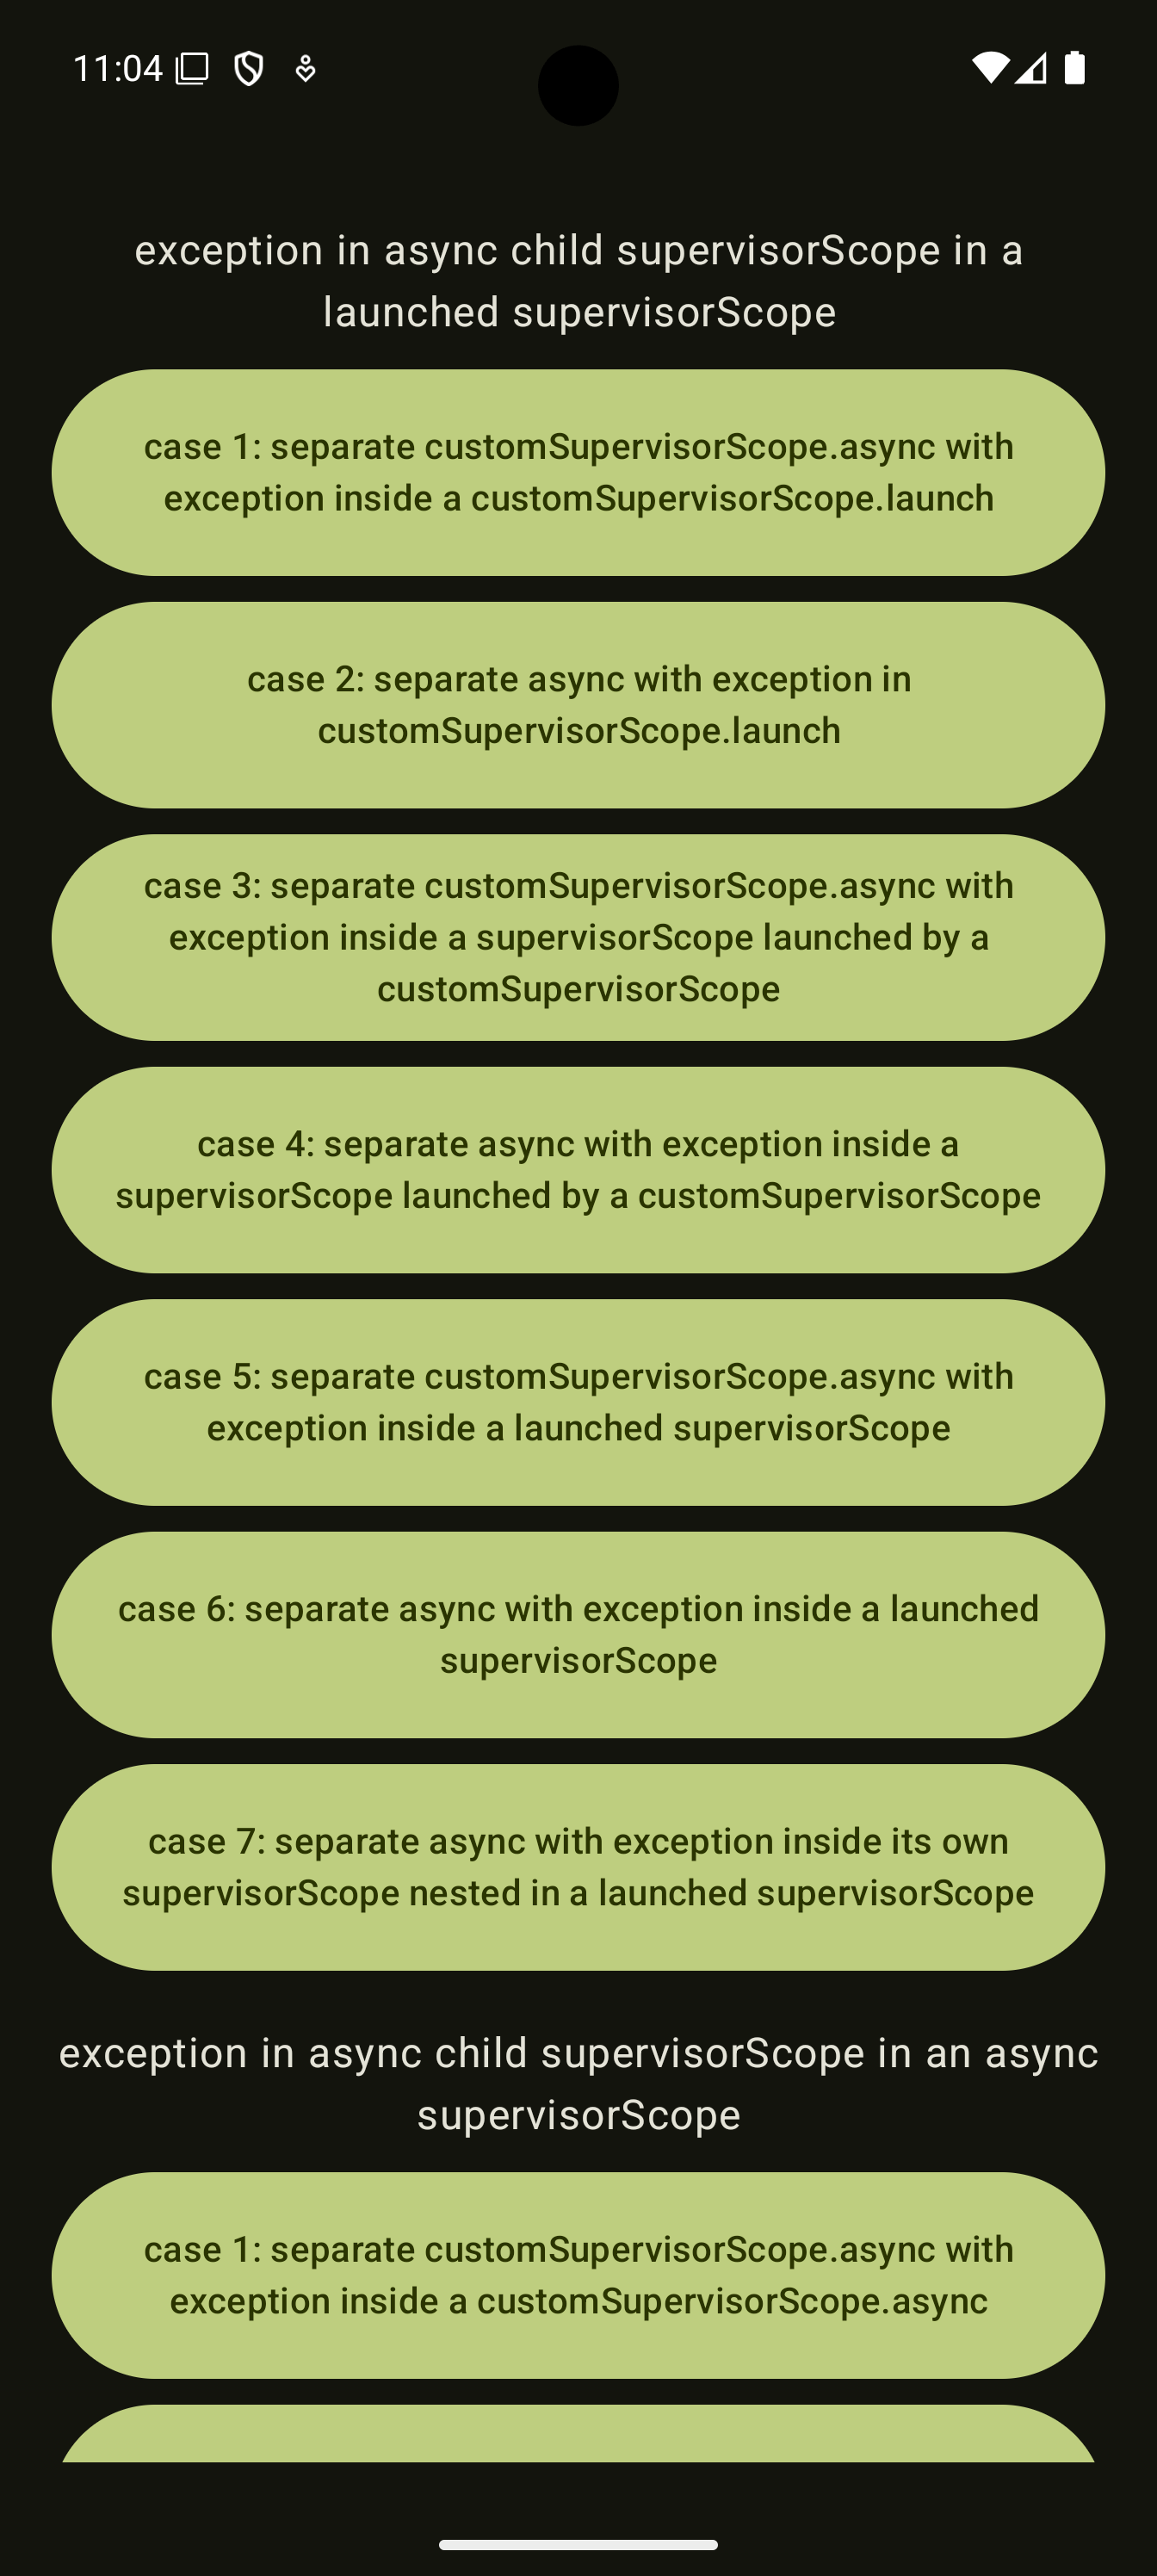 11:04
exception in async child supervisorScope in a
launched supervisorScope
case 1: separate customSupervisorScope.async with
exception inside a customSupervisorScope.launch
case 2: separate async with exception in
customSupervisorScope.launch
case 3: separate customSupervisorScope.async with
exception inside a supervisorScope launched by a
customSupervisorScope
case 4: separate async with exception inside a
supervisorScope launched by a customSupervisorScope
case 5: separate customSupervisorScope.async with
exception inside a launched supervisorScope
case 6: separate async with exception inside a launched
supervisorScope
case 7: separate async with exception inside its own
supervisorScope nested in a launched supervisorScope
exception in async child supervisorScope in an async
supervisorScope
case 1: separate customSupervisorScope.async with
exception inside a customSupervisorScope.async